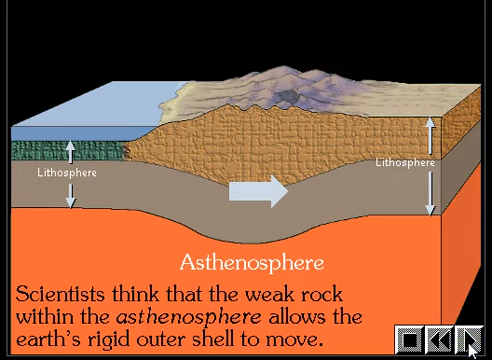 Lithosphere
Lithosphere
Asthenosphere
Scientists think that the weak rock
within the asthenosphere allows the
earth's rigid outer shell to move.